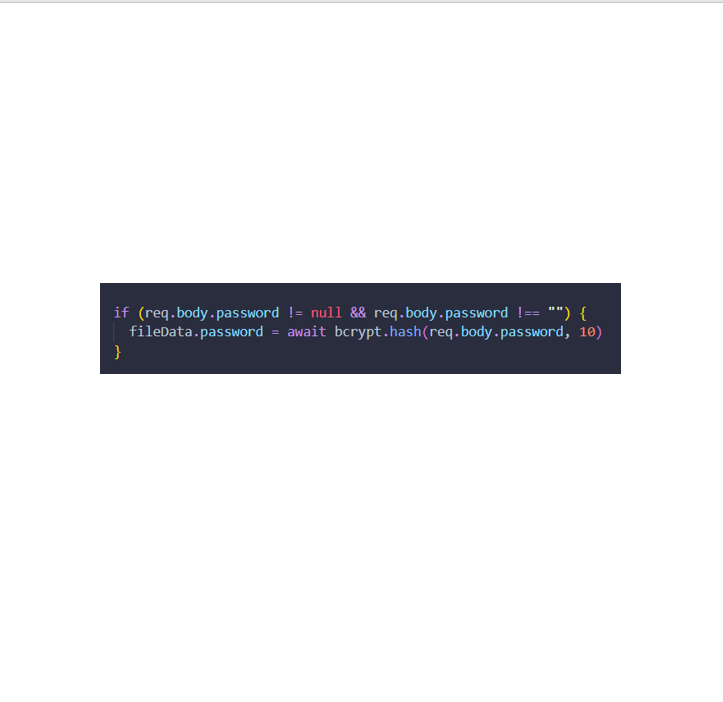 if (req.body.password != null && req.body.password !== "") {
fileData.password = await bcrypt.hash(req.body.password, 10)
}